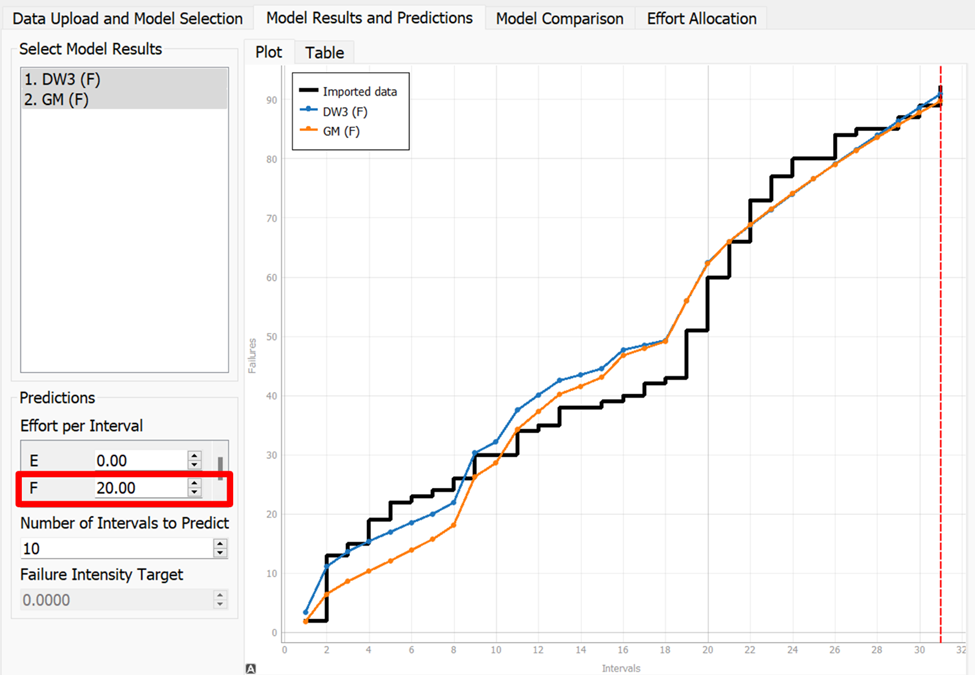 Data Upload and Model Selection Model Results and Predictions Model Comparison Effort Allocation
Select Model Results
1. DW3 (F)
2. GM (F)
Predictions
Effort per Interval
E 0.00
F 20.00
Number of Intervals to Predict
10
Failure Intensity Target
0.0000
Plot Table
Imported data
DW3 (F)
GM (F)
Failures
90
80
70
60
50
40
30
20
10
0
0 2 4 6 8 10 12 14 16 18 20 22 24 26 28 30 32
Intervals
A